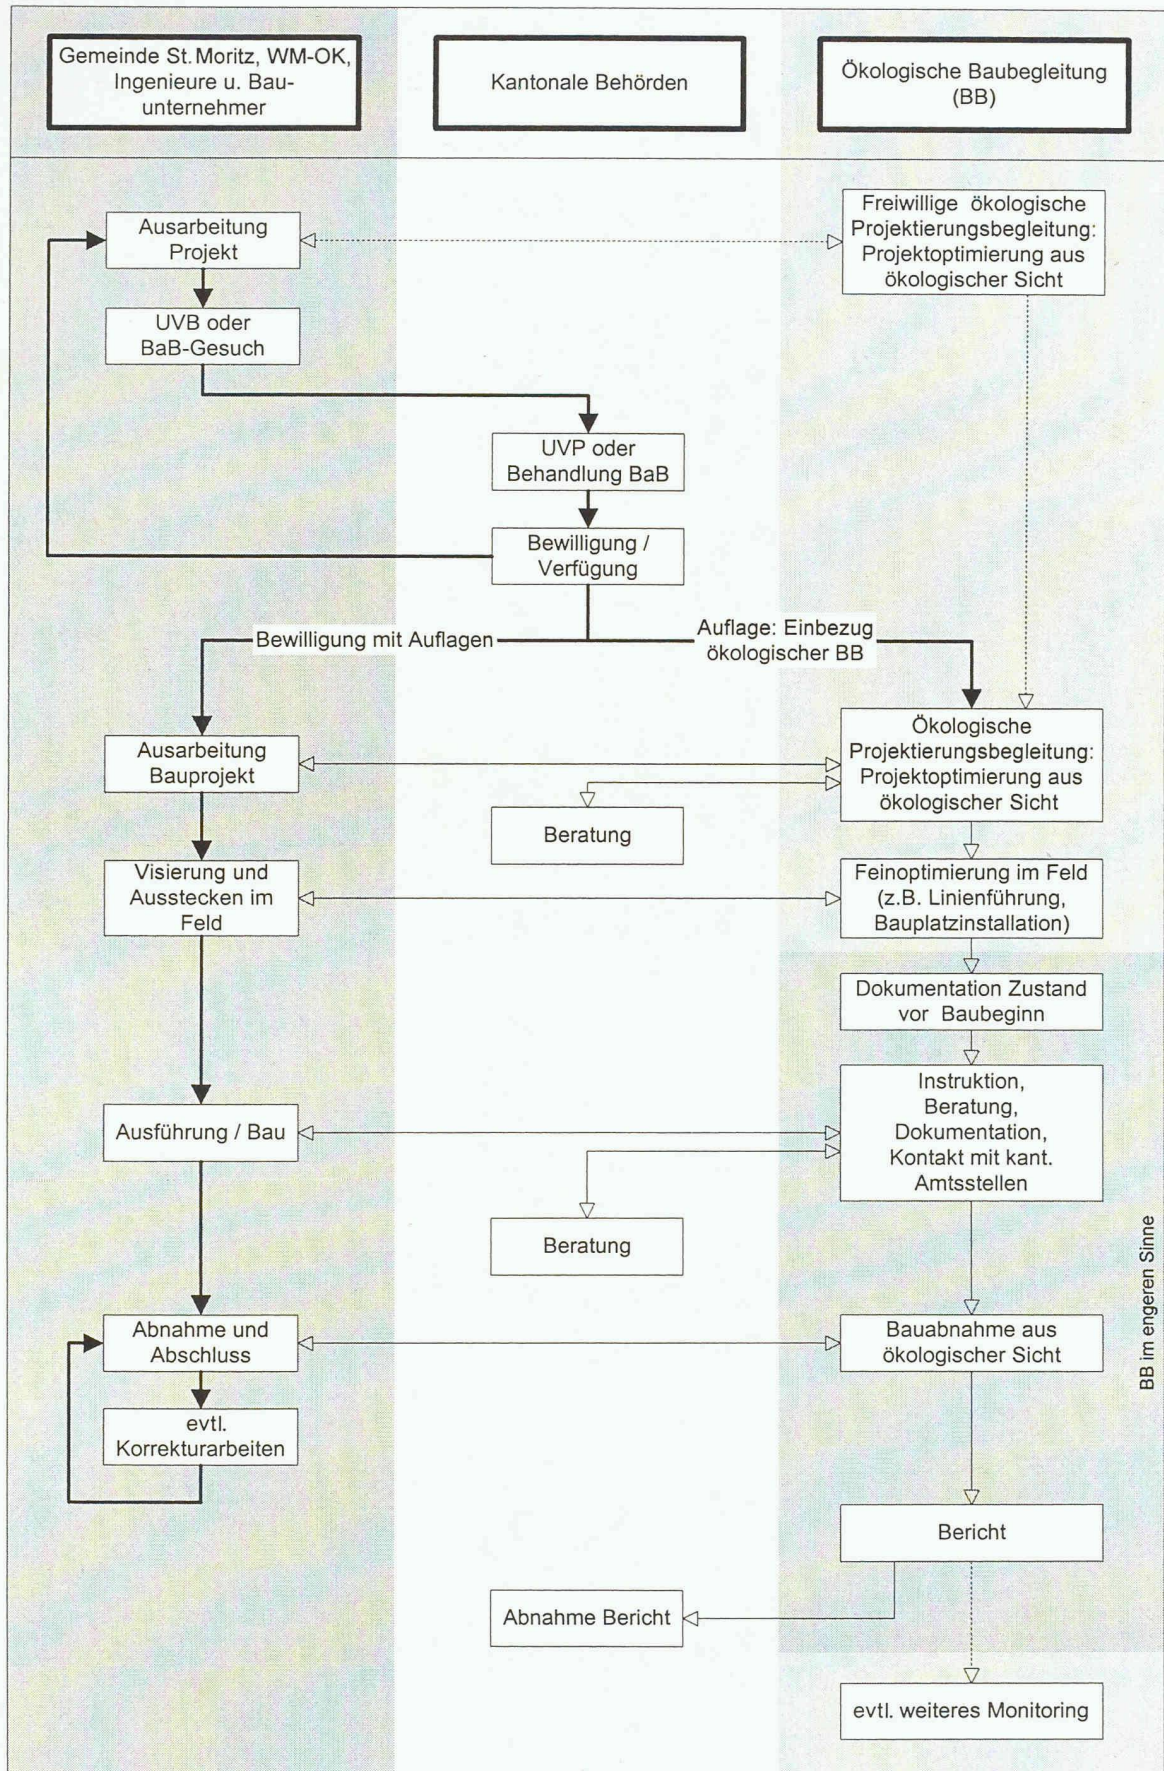 Gemeinde St. Moritz, WM-OK,
Ingenieure u. Bau-
unternehmer
Kantonale Behörden
Ökologische Baubegleitung
(BB)
Ausarbeitung
Projekt
Freiwillige ökologische
Projektierungsbegleitung:
Projektoptimierung aus
ökologischer Sicht
UVB oder
BaB-Gesuch
UVP oder
Behandlung BaB
Bewilligung /
Verfügung
Bewilligung mit Auflagen
Auflage: Einbezug
ökologischer BB
Ausarbeitung
Bauprojekt
Ökologische
Projektierungsbegleitung:
Projektoptimierung aus
ökologischer Sicht
Beratung
Visierung und
Ausstecken im
Feld
Feinoptimierung im Feld
(z.B. Linienführung,
Bauplatzinstallation)
Dokumentation Zustand
vor Baubeginn
Ausführung / Bau
Instruktion,
Beratung,
Dokumentation,
Kontakt mit kant.
Amtsstellen
Beratung
BB im engeren Sinne
Abnahme und
Abschluss
Bauabnahme aus
ökologischer Sicht
evtl.
Korrekturarbeiten
Bericht
Abnahme Bericht
evtl. weiteres Monitoring